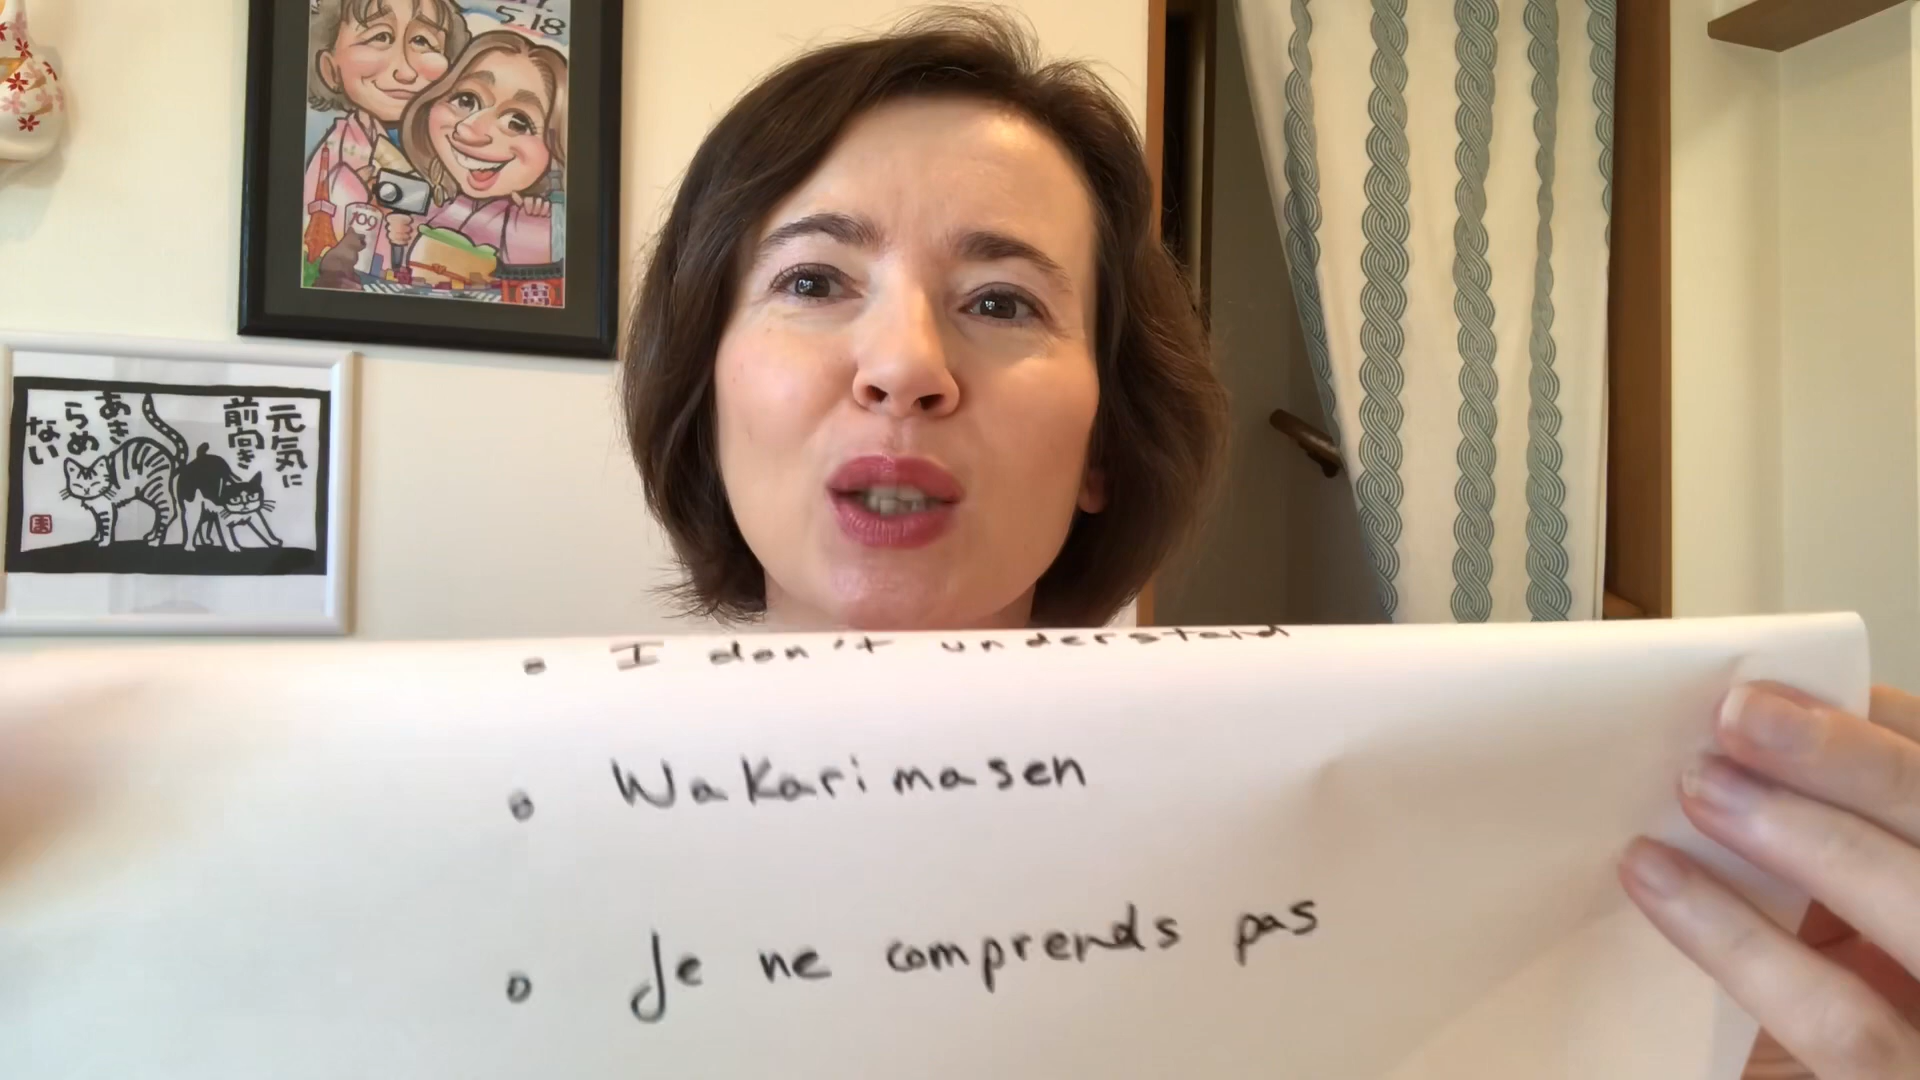 5.18
109
元気に
前向き
あきらめない
• I don't understand
• Wakarimasen
• Je ne comprends pas